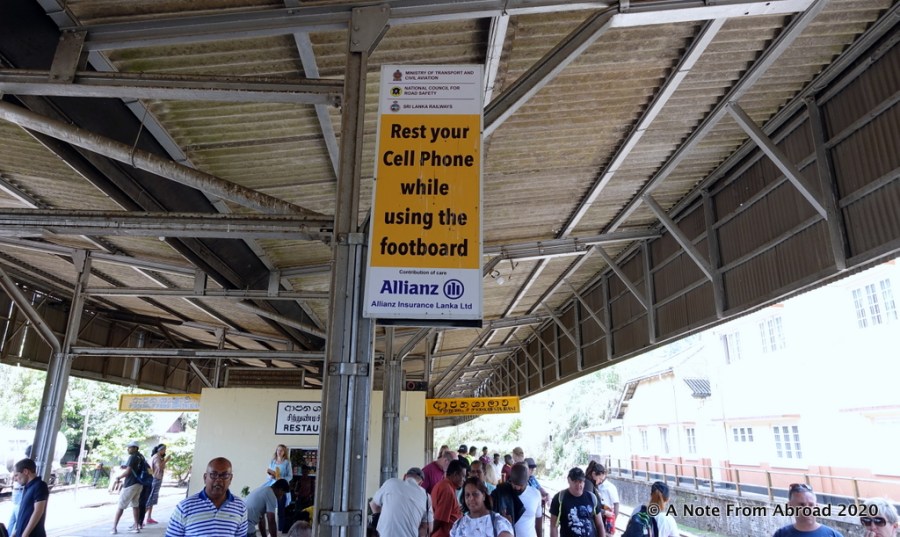 MINISTRY OF TRANSPORT AND
CIVIL AVIATION
NATIONAL COUNCIL FOR
ROAD SAFETY
SRI LANKA RAILWAYS
Rest your
Cell Phone
while
using the
footboard
Contribution of care
Allianz
Allianz Insurance Lanka Ltd
ආපනශාලාව
சிற்றுண்டிச்
RESTAU
© A Note From Abroad 2020